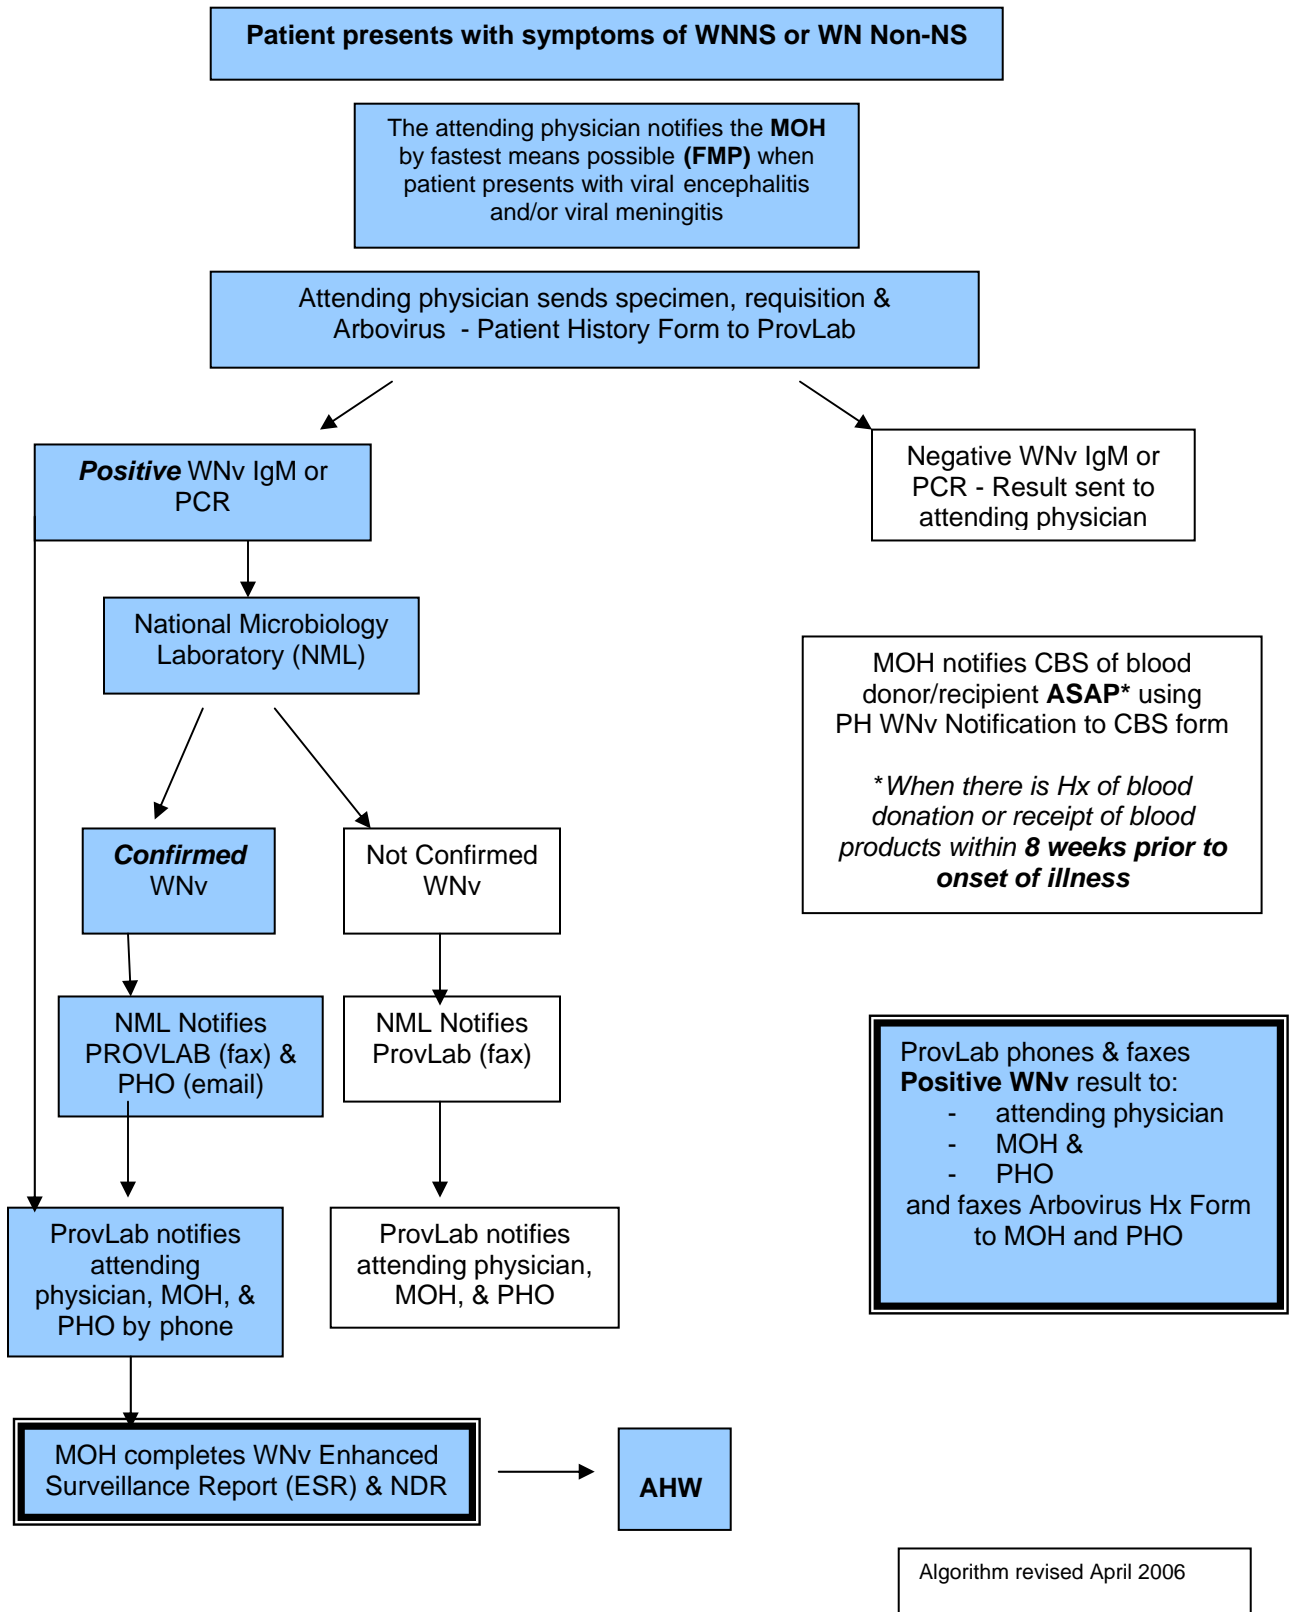 Patient presents with symptoms of WNNS or WN Non-NS
The attending physician notifies the MOH
by fastest means possible (FMP) when
patient presents with viral encephalitis
and/or viral meningitis
Attending physician sends specimen, requisition &
Arbovirus - Patient History Form to ProvLab
Positive WNv IgM or
PCR
Negative WNv IgM or
PCR - Result sent to
attending physician
National Microbiology
Laboratory (NML)
MOH notifies CBS of blood
donor/recipient ASAP* using
PH WNv Notification to CBS form
*When there is Hx of blood
donation or receipt of blood
products within 8 weeks prior to
onset of illness
Confirmed
WNv
Not Confirmed
WNv
NML Notifies
PROVLAB (fax) &
PHO (email)
NML Notifies
ProvLab (fax)
ProvLab phones & faxes
Positive WNv result to:
- attending physician
- MOH &
- PHO
and faxes Arbovirus Hx Form
to MOH and PHO
ProvLab notifies
attending
physician, MOH, &
PHO by phone
ProvLab notifies
attending physician,
MOH, & PHO
MOH completes WNv Enhanced
Surveillance Report (ESR) & NDR
AHW
Algorithm revised April 2006